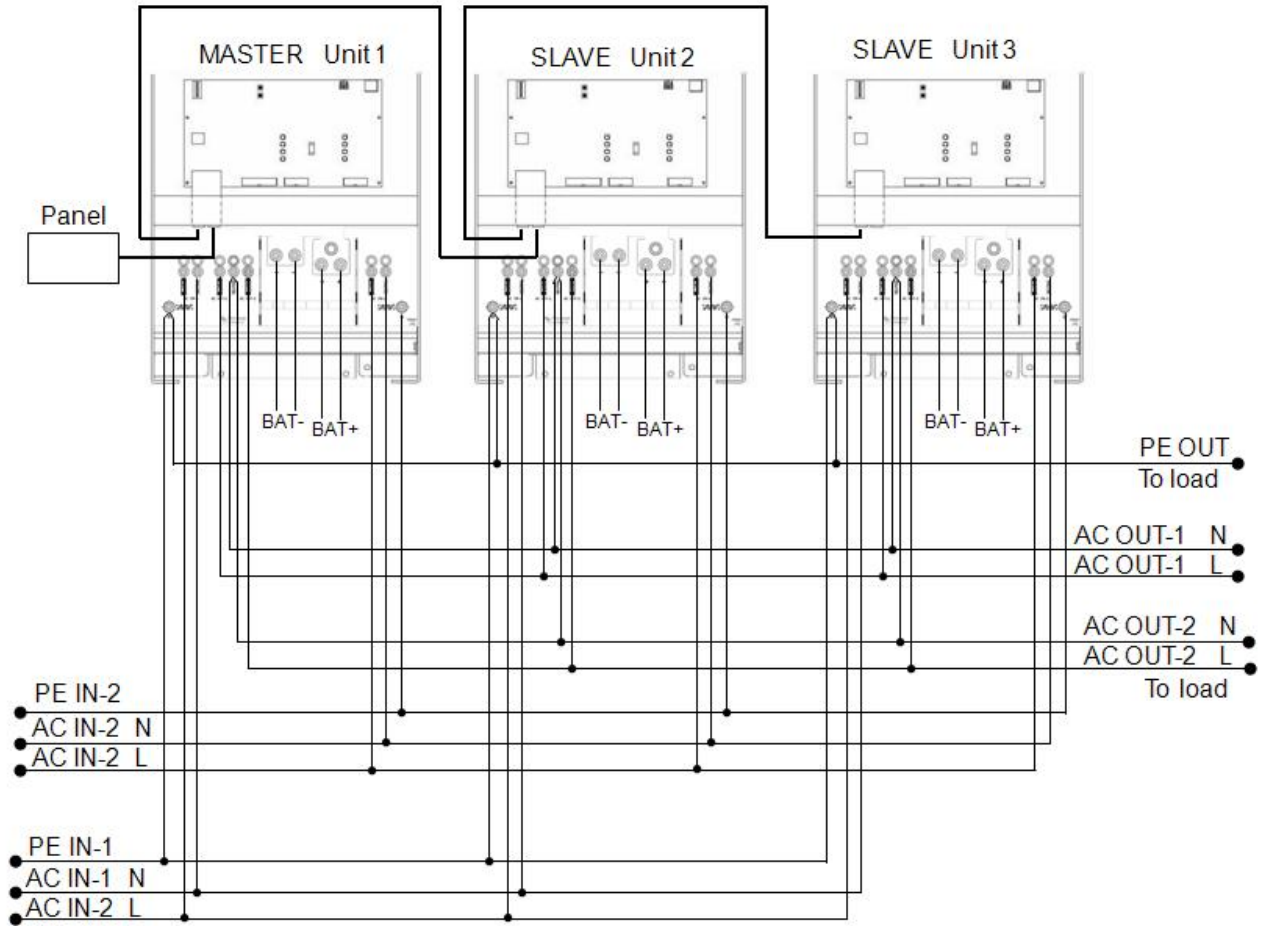 MASTER Unit 1
SLAVE Unit 2
SLAVE Unit 3
Panel
BAT-
BAT+
BAT-
BAT+
BAT-
BAT+
PE OUT
To load
AC OUT-1 N
AC OUT-1 L
AC OUT-2 N
AC OUT-2 L
To load
PE IN-2
AC IN-2 N
AC IN-2 L
PE IN-1
AC IN-1 N
AC IN-2 L